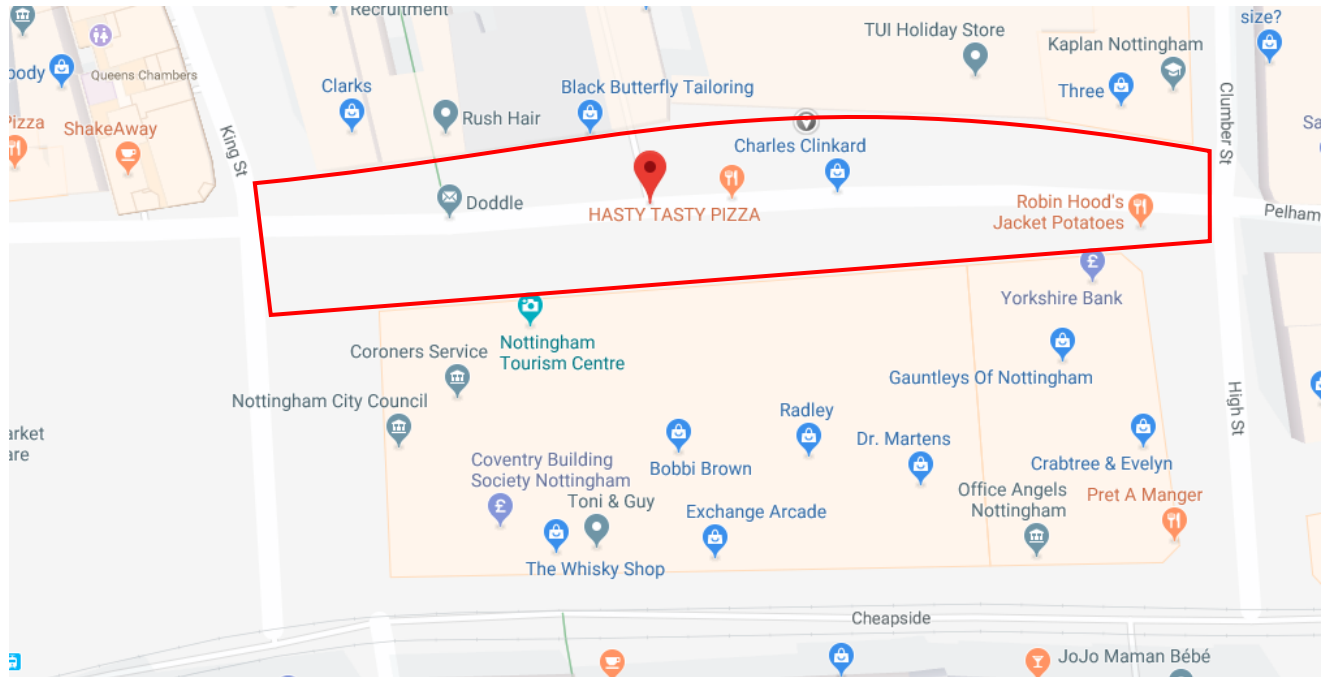 Recruitment
TUI Holiday Store
size?
Kaplan Nottingham
body
Queens Chambers
Clarks
Black Butterfly Tailoring
Three
Pizza
ShakeAway
King St
Rush Hair
Charles Clinkard
Clumber St
Sa
Doddle
HASTY TASTY PIZZA
Robin Hood's
Jacket Potatoes
Pelham
Yorkshire Bank
Nottingham
Tourism Centre
Coroners Service
Gauntleys Of Nottingham
Nottingham City Council
High St
arket
are
Radley
Dr. Martens
Bobbi Brown
Crabtree & Evelyn
Coventry Building
Society Nottingham
Toni & Guy
Exchange Arcade
Office Angels
Nottingham
Pret A Manger
The Whisky Shop
Cheapside
JoJo Maman Bébé